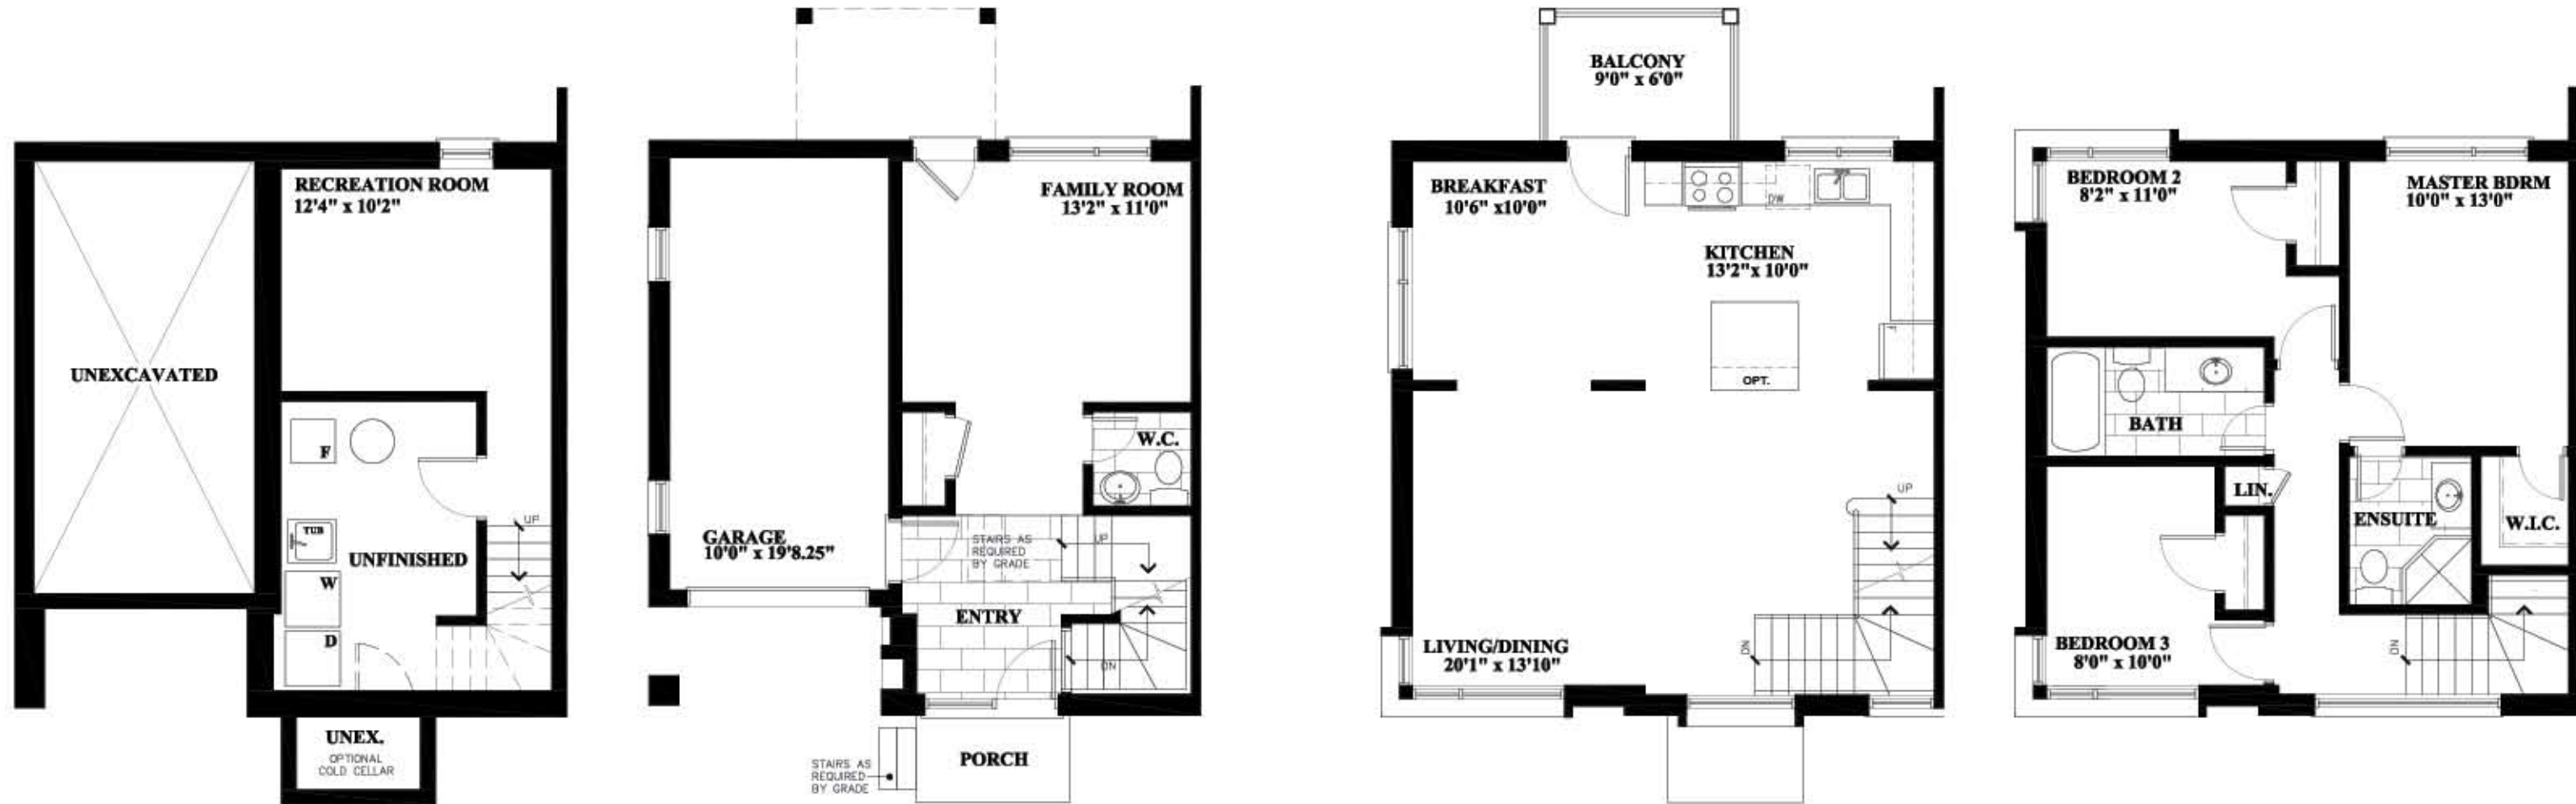 RECREATION ROOM
12'4" x 10'2"
UNEXCAVATED
F
TUB
UP
UNFINISHED
W
D
UNEX.
OPTIONAL
COLD CELLAR
FAMILY ROOM
13'2" x 11'0"
W.C.
GARAGE
10'0" x 19'8.25"
STAIRS AS
REQUIRED
BY GRADE
UP
ENTRY
DN
PORCH
STAIRS AS
REQUIRED
BY GRADE
BALCONY
9'0" x 6'0"
BREAKFAST
10'6" x10'0"
DW
KITCHEN
13'2"x 10'0"
F
OPT.
UP
LIVING/DINING
20'1" x 13'10"
DN
BEDROOM 2
8'2" x 11'0"
MASTER BDRM
10'0" x 13'0"
BATH
LIN.
ENSUITE
W.I.C.
BEDROOM 3
8'0" x 10'0"
DN